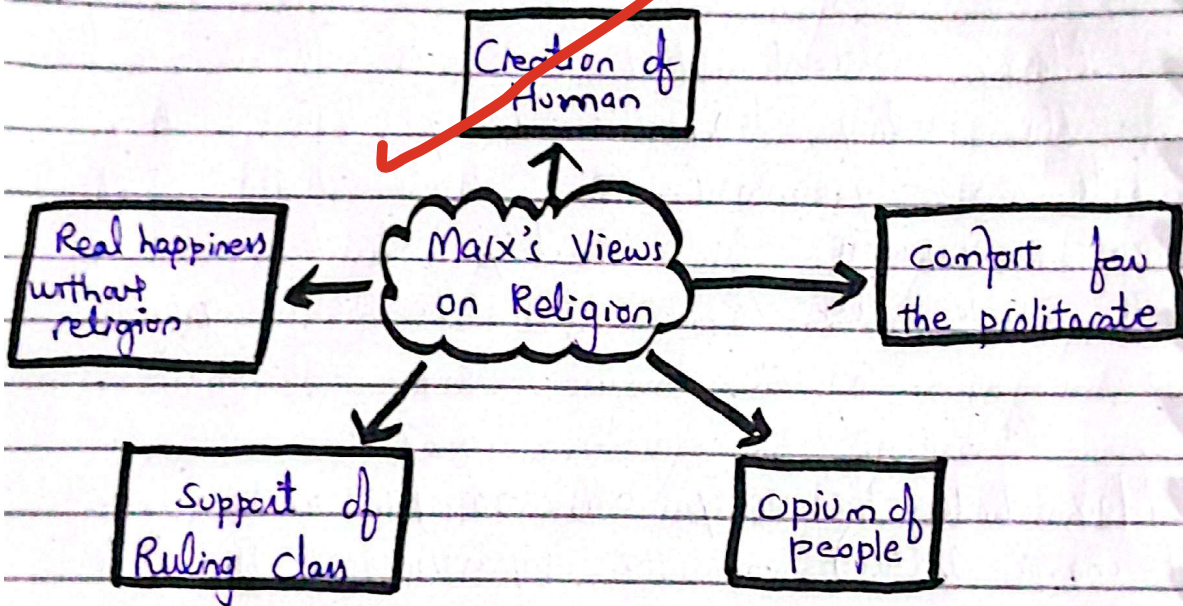 Creation of
Human
Real happiness
without
religion
Marx's Views
on Religion
Comfort for
the prolitarate
Support of
Ruling class
Opium of
people